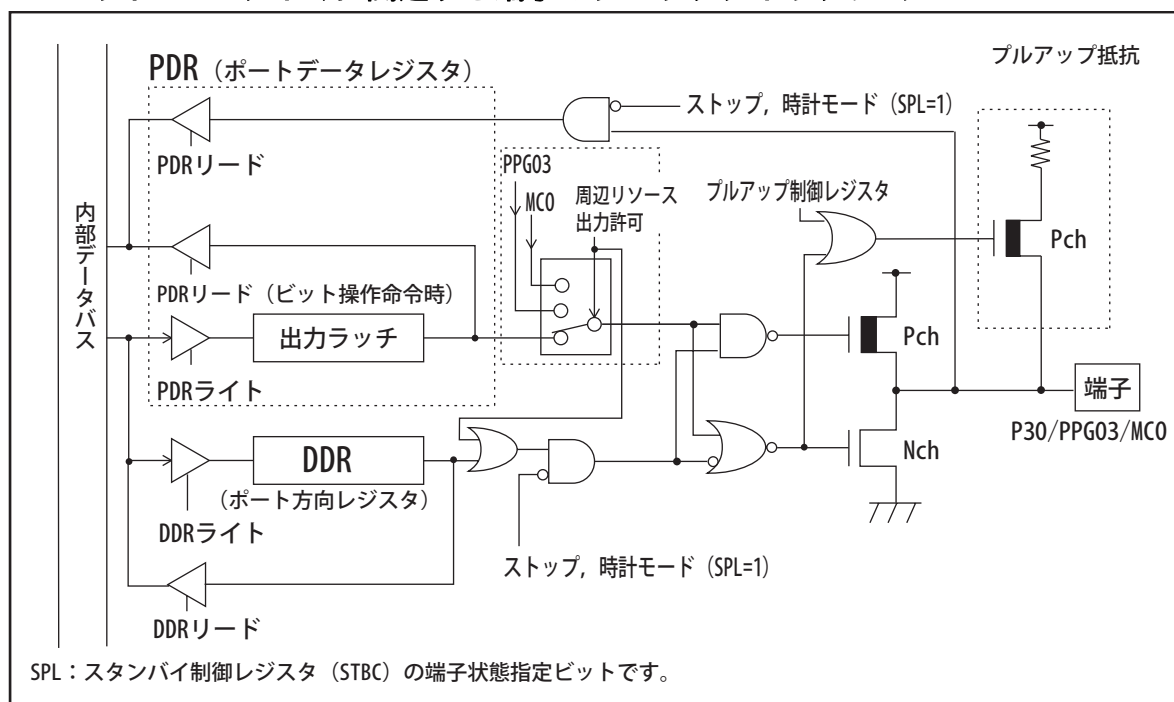 PDR（ポートデータレジスタ）
プルアップ抵抗
ストップ，時計モード（SPL=1）
PDRリード
PPG03
MCO
周辺リソース
出力許可
プルアップ制御レジスタ
Pch
内部データバス
PDRリード（ビット操作命令時）
出力ラッチ
Pch
PDRライト
端子
P30/PPG03/MCO
DDR
（ポート方向レジスタ）
Nch
DDRライト
ストップ，時計モード（SPL=1）
DDRリード
SPL：スタンバイ制御レジスタ（STBC）の端子状態指定ビットです。